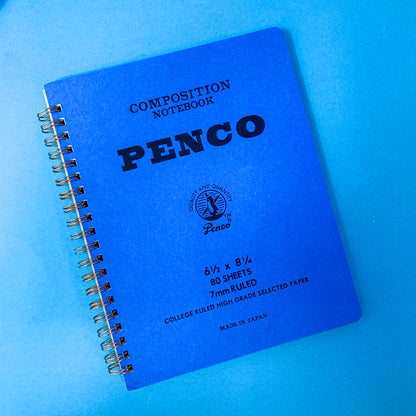 COMPOSITION
NOTEBOOK
PENCO
QUALITY AND QUANTITY
TM
Penco
6½ x 8¼
80 SHEETS
7mm RULED
COLLEGE RULED HIGH GRADE SELECTED PAPER
MADE IN JAPAN